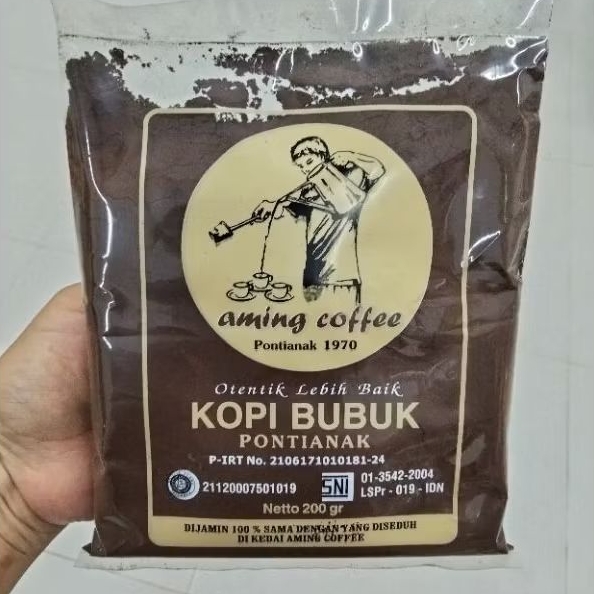 aming coffee
Pontianak 1970
Otentik Lebih Baik
KOPI BUBUK
PONTIANAK
P-IRT No. 2106171010181-24
21120007501019
SNI
01-3542-2004
LSPr - 019 - IDN
Netto 200 gr
DIJAMIN 100 % SAMA DENGAN YANG DISEDUH
DI KEDAI AMING COFFEE